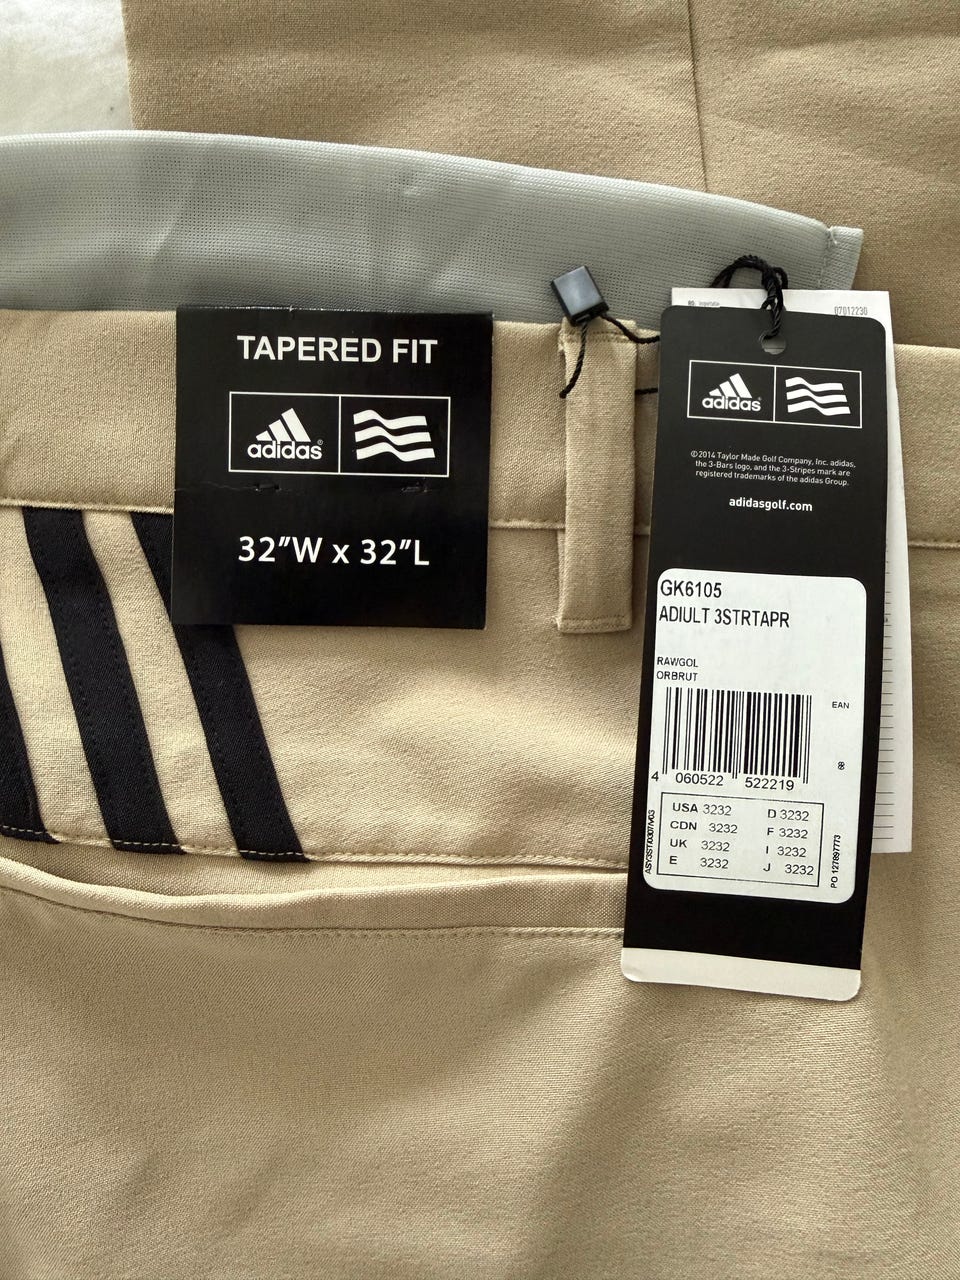 TAPERED FIT
adidas®
32"W x 32"L
07012230
adidas
©2014 Taylor Made Golf Company, Inc. adidas,
the 3-Bars logo, and the 3-Stripes mark are
registered trademarks of the adidas Group.
adidasgolf.com
GK6105
ADIULT 3STRTAPR
RAWGOL
ORBRUT
EAN
4 060522 522219
USA 3232 D 3232
CDN 3232 F 3232
UK 3232 I 3232
E 3232 J 3232
PO 127897773